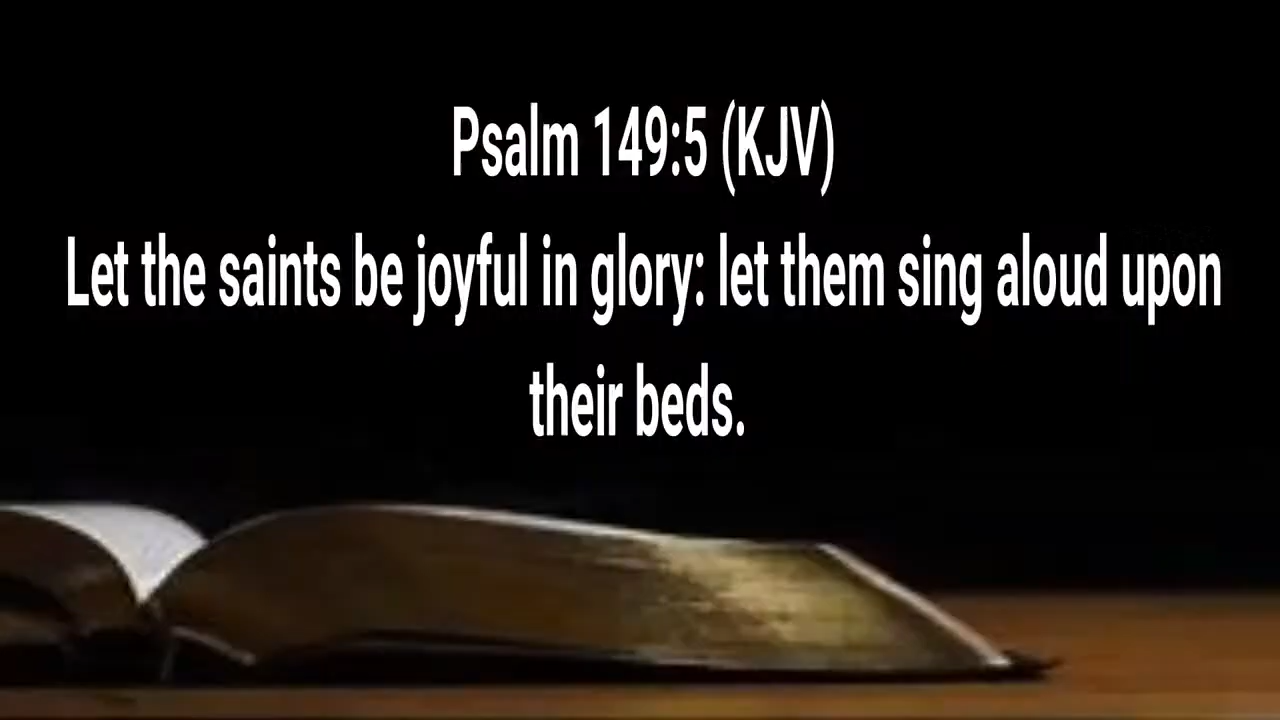 Psalm 149:5 (KJV)
Let the saints be joyful in glory: let them sing aloud upon
their beds.